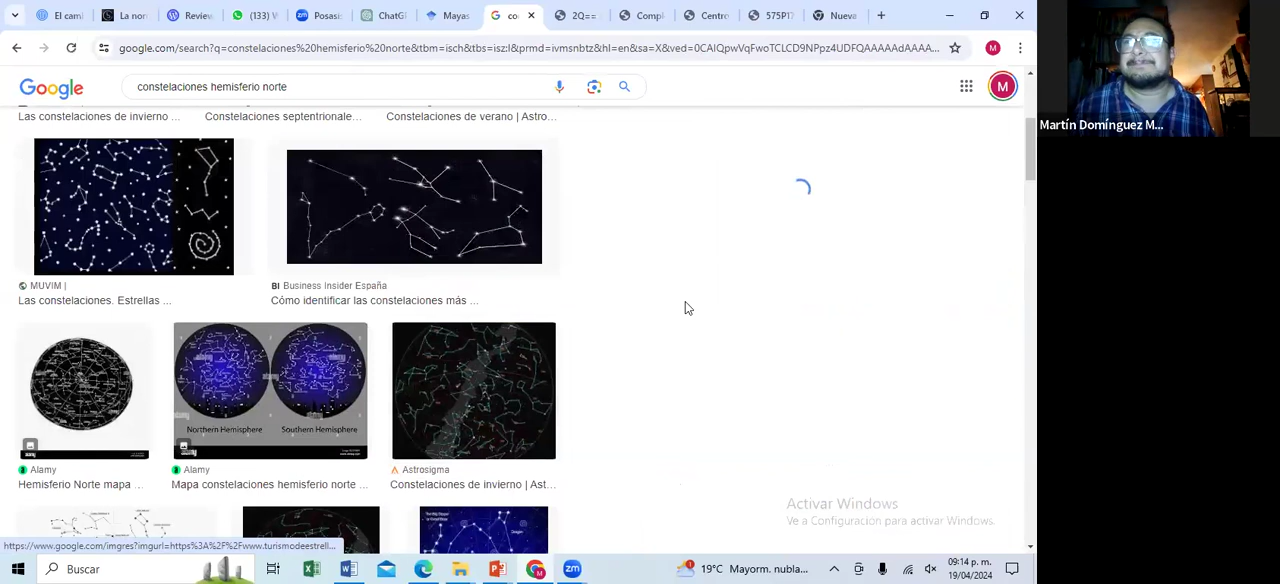 El caml
La nor
Review
(133) W
Posasis
ChatG
Mayas
co
2Q==
Compl
Centro
575P1?
Nueva
google.com/search?q=constelaciones%20hemisferio%20norte&tbm=isch&tbs=isz:l&prmd=ivmsnbtz&hl=en&sa=X&ved=0CAIQpwVqFwoTCLCD9NPpz4UDFQAAAAAdAAAA...
M
Google
constelaciones hemisferio norte
M
Las constelaciones de invierno ...
Constelaciones septentrionale...
Constelaciones de verano | Astro...
Martín Domínguez M...
MUVIM |
Las constelaciones. Estrellas ...
BI Business Insider España
Cómo identificar las constelaciones más ...
Northern Hemisphere
Southern Hemisphere
alamy
Alamy
Hemisferio Norte mapa ...
Alamy
Mapa constelaciones hemisferio norte ...
Astrosigma
Constelaciones de invierno | Ast...
Activar Windows
Ve a Configuración para activar Windows.
https://www.google.com/imgres?imgurl=https%3A%2F%2Fwww.turismodeestrell...
Buscar
19°C Mayorm. nubla...
09:14 p. m.
19/04/2024